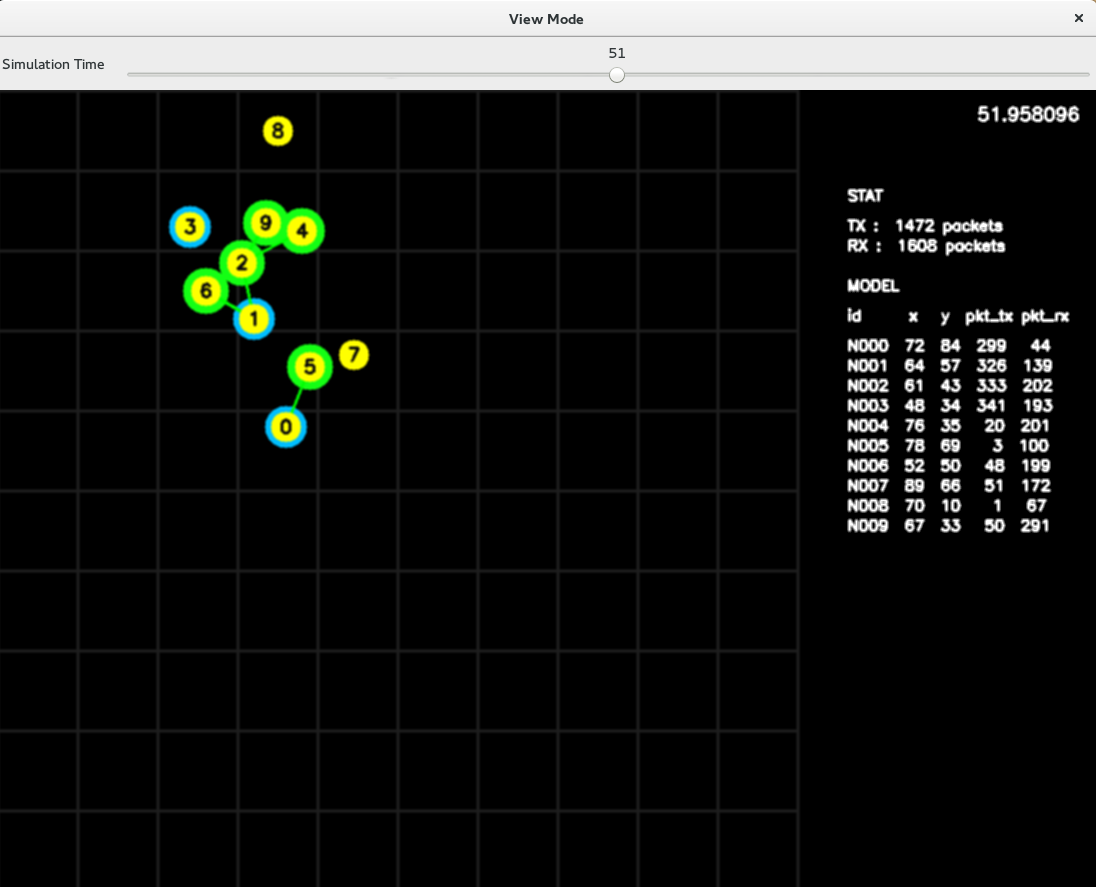 View Mode ×
51
Simulation Time
51.958096
8
3
9
4
2
6
1
7
5
0
STAT
TX : 1472 packets
RX : 1608 packets
MODEL
id x y pkt_tx pkt_rx
N000 72 84 299 44
N001 64 57 326 139
N002 61 43 333 202
N003 48 34 341 193
N004 76 35 20 201
N005 78 69 3 100
N006 52 50 48 199
N007 89 66 51 172
N008 70 10 1 67
N009 67 33 50 291